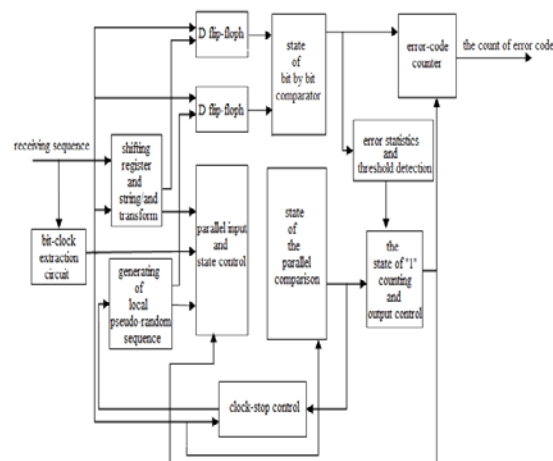 D flip-floph
state
of
bit by bit
comparator
error-code
counter
the count of error code
D flip-floph
receiving sequence
shifting
register
and
string/and
transform
error statistics
and
threshold detection
bit-clock
extraction
circuit
parallel input
and
state control
state
of
the
parallel
comparison
the
state of "1"
counting
and
output control
generating
of
local
pseudo-random
sequence
clock-stop control